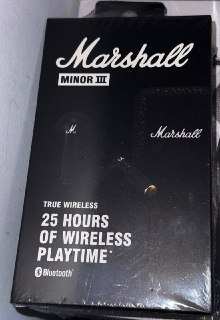 Marshall
MINOR III
M
Marshall
TRUE WIRELESS
25 HOURS
OF WIRELESS
PLAYTIME*
Bluetooth®